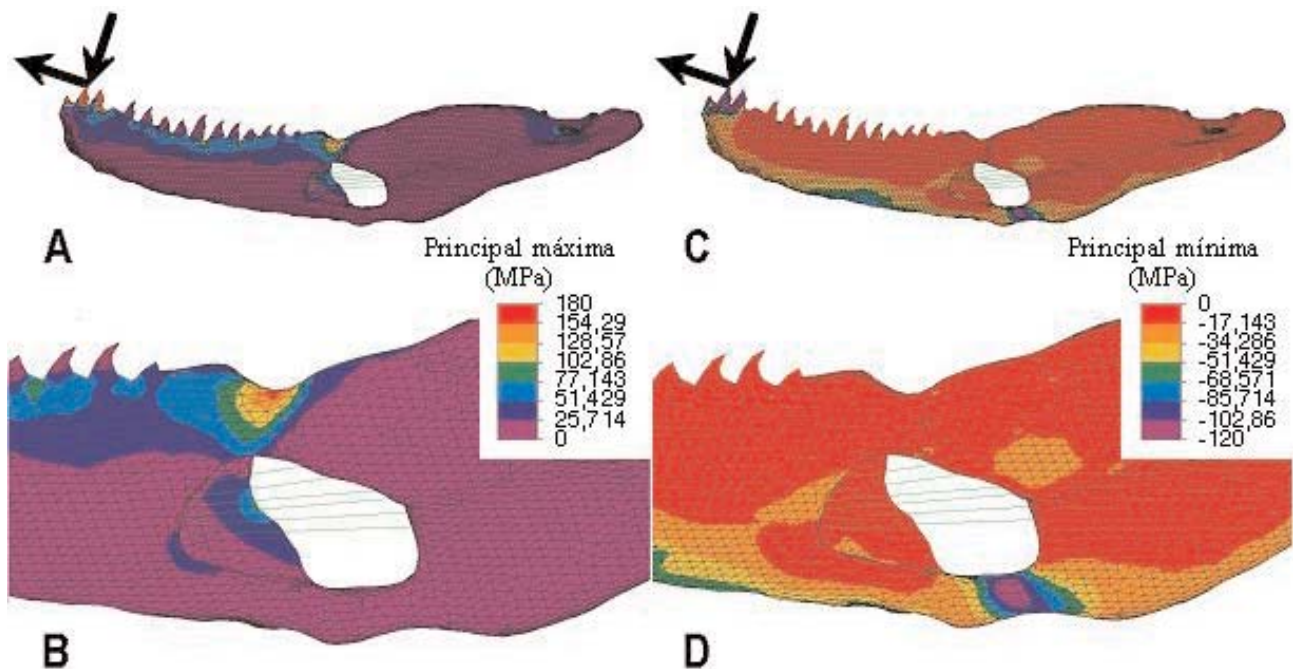 A
Principal máxima
(MPa)
180
154,29
128,57
102,86
77,143
51,429
25,714
0
B
C
Principal mínima
(MPa)
0
-17,143
-34,286
-51,429
-68,571
-85,714
-102,86
-120
D